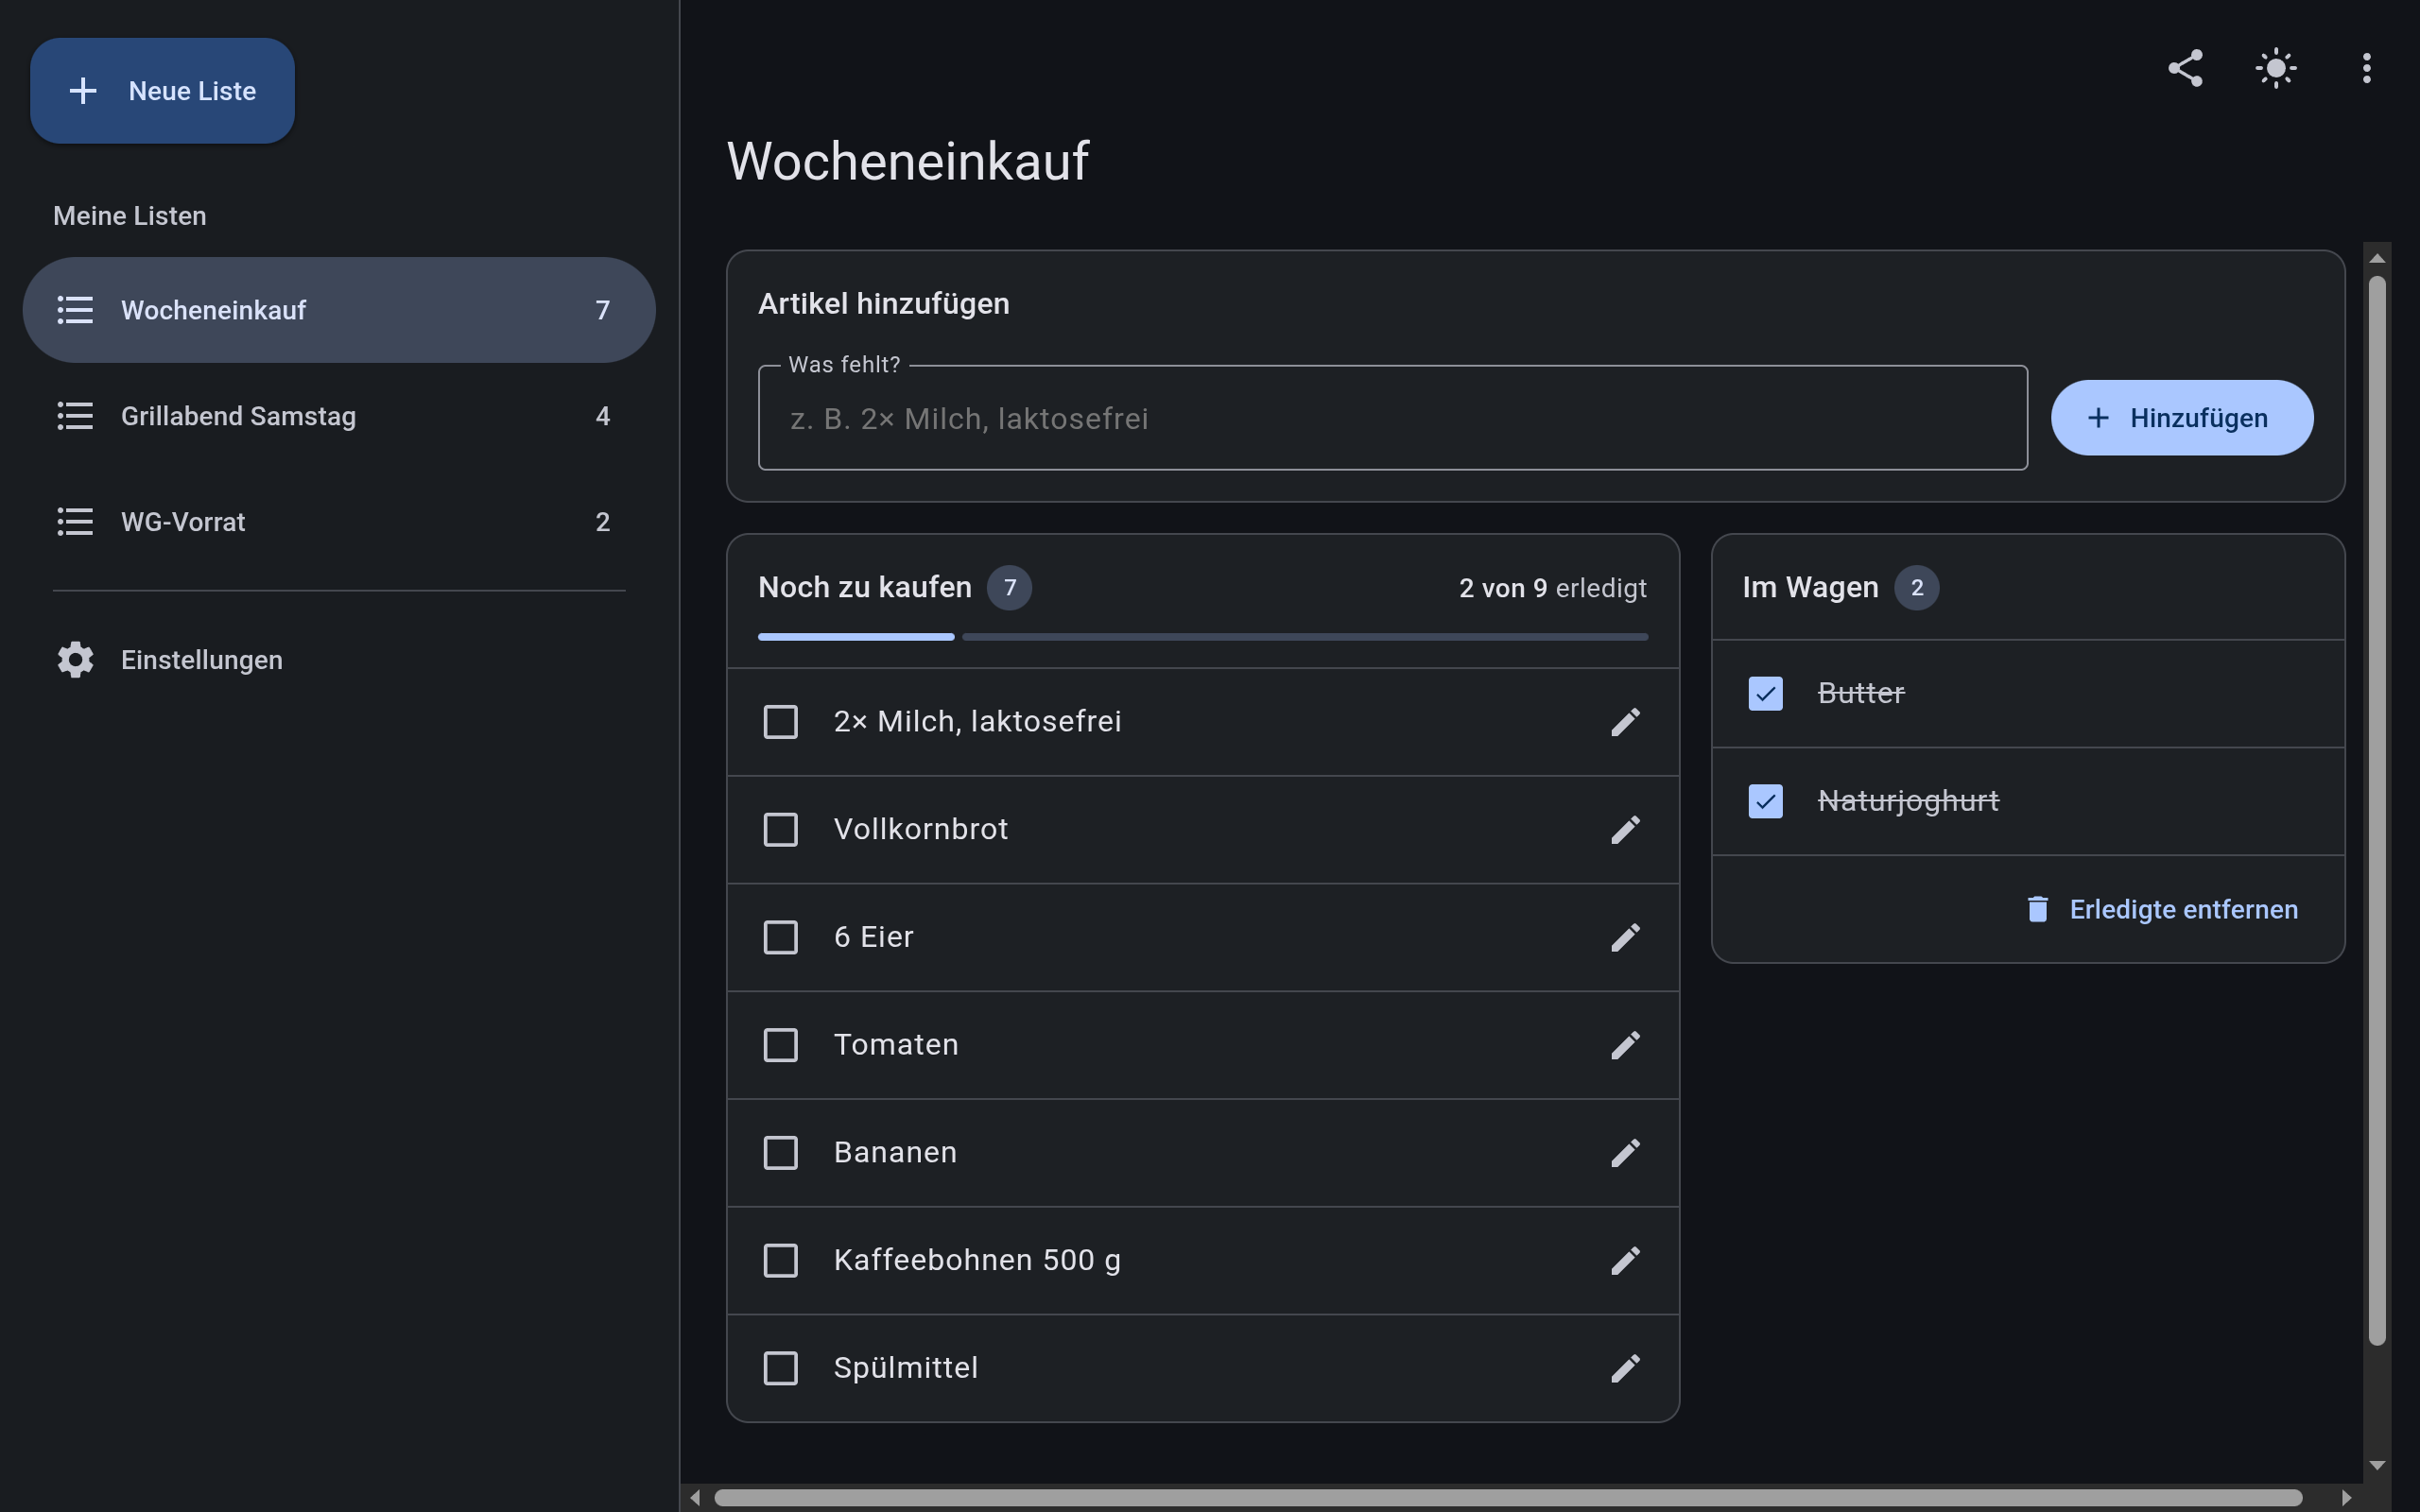 Neue Liste
Meine Listen
Wocheneinkauf 7
Grillabend Samstag 4
WG-Vorrat 2
Einstellungen
Wocheneinkauf
Artikel hinzufügen
Was fehlt?
z. B. 2× Milch, laktosefrei
Hinzufügen
Noch zu kaufen 7 2 von 9 erledigt
2× Milch, laktosefrei
Vollkornbrot
6 Eier
Tomaten
Bananen
Kaffeebohnen 500 g
Spülmittel
Im Wagen 2
Butter
Naturjoghurt
Erledigte entfernen